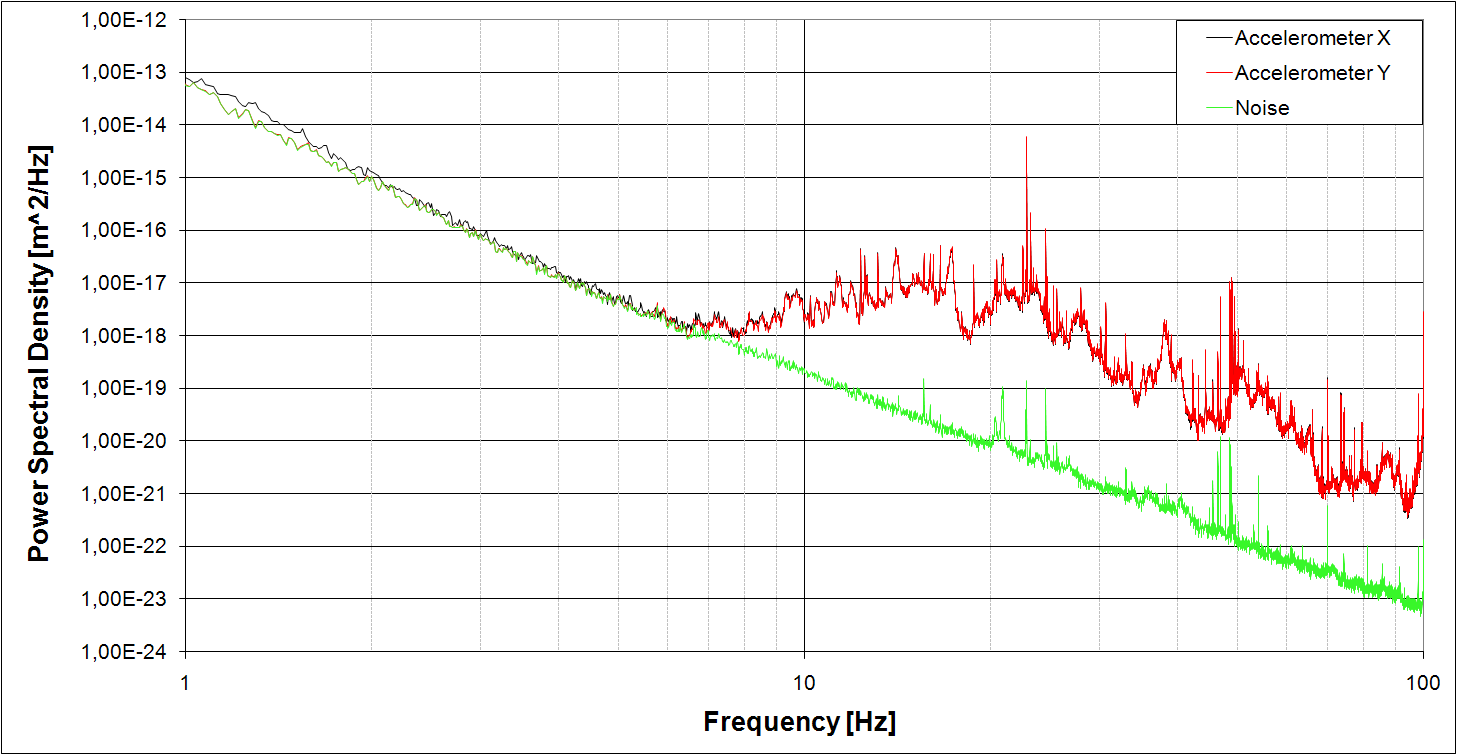 1,00E-12
1,00E-13
1,00E-14
1,00E-15
1,00E-16
1,00E-17
1,00E-18
1,00E-19
1,00E-20
1,00E-21
1,00E-22
1,00E-23
1,00E-24
Power Spectral Density [m^2/Hz]
Accelerometer X
Accelerometer Y
Noise
1
10
100
Frequency [Hz]